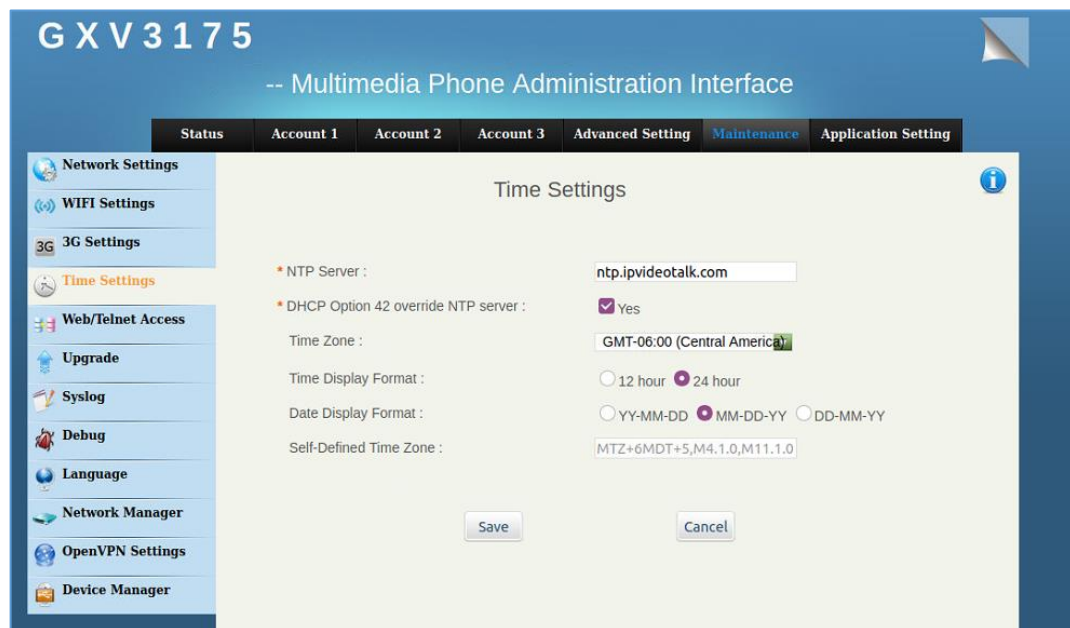 GXV3175
-- Multimedia Phone Administration Interface
Status Account 1 Account 2 Account 3 Advanced Setting Maintenance Application Setting
Network Settings
WIFI Settings
3G 3G Settings
Time Settings
Web/Telnet Access
Upgrade
Syslog
Debug
Language
Network Manager
OpenVPN Settings
Device Manager
Time Settings
* NTP Server : ntp.ipvideotalk.com
* DHCP Option 42 override NTP server : Yes
Time Zone : GMT-06:00 (Central America)
Time Display Format : 12 hour 24 hour
Date Display Format : YY-MM-DD MM-DD-YY DD-MM-YY
Self-Defined Time Zone : MTZ+6MDT+5,M4.1.0,M11.1.0
Save Cancel